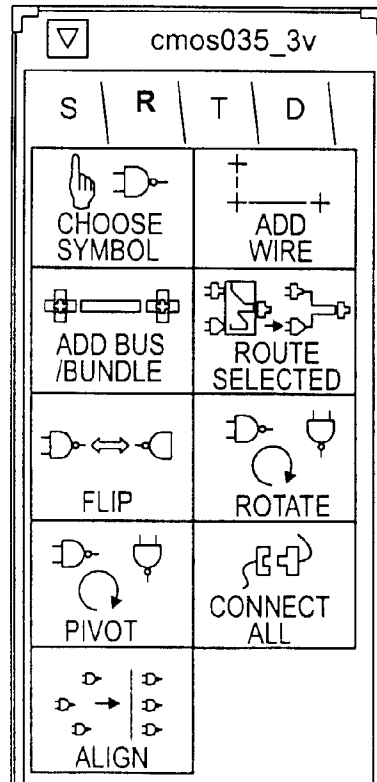 cmos035_3v
S R T D
CHOOSE
SYMBOL
ADD
WIRE
ADD BUS
/BUNDLE
ROUTE
SELECTED
FLIP
ROTATE
PIVOT
CONNECT
ALL
ALIGN